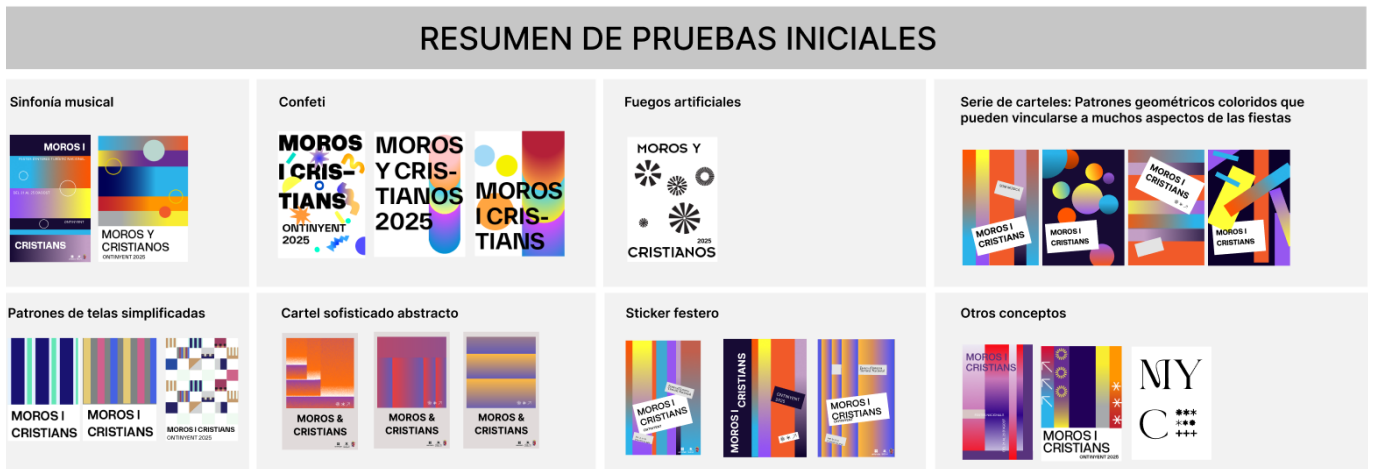 RESUMEN DE PRUEBAS INICIALES
Sinfonía musical
MOROS I
CRISTIANS
MOROS Y
CRISTIANOS
ONTINYENT 2025
Confeti
MOROS
I CRIS-
TIANS
ONTINYENT
2025
MOROS
Y CRIS-
TIANOS
2025
MOROS
I CRIS-
TIANS
Fuegos artificiales
MOROS Y
2025
CRISTIANOS
Serie de carteles: Patrones geométricos coloridos que
pueden vincularse a muchos aspectos de las fiestas
MOROS I
CRISTIANS
MOROS I
CRISTIANS
MOROS I
CRISTIANS
MOROS I
CRISTIANS
Patrones de telas simplificadas
MOROS I
CRISTIANS
MOROS I
CRISTIANS
MOROS I CRISTIANS
ONTINYENT 2025
Cartel sofisticado abstracto
MOROS &
CRISTIANS
MOROS &
CRISTIANS
MOROS &
CRISTIANS
Sticker festero
MOROS I
CRISTIANS
ONTINYENT
MOROS I
CRISTIANS
ONTINYENT
2025
MOROS I
CRISTIANS
Otros conceptos
MOROS I
CRISTIANS
MOROS I
CRISTIANS
ONTINYENT 2025
MY
C